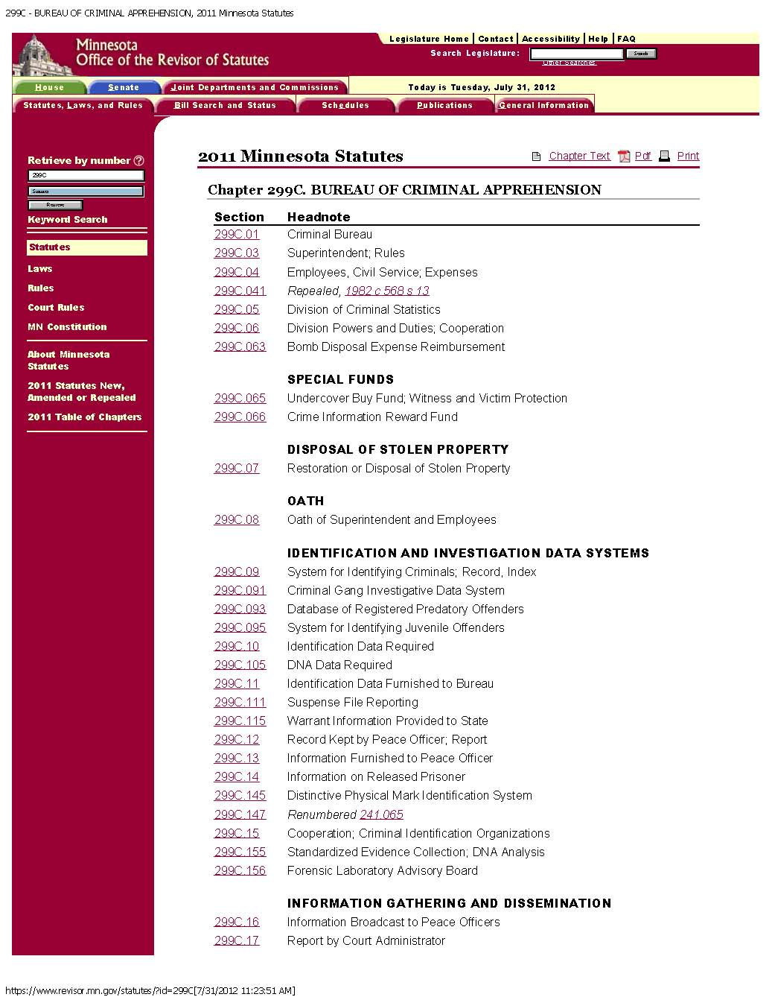 299C - BUREAU OF CRIMINAL APPREHENSION, 2011 Minnesota Statutes
Legislature Home | Contact | Accessibility | Help | FAQ
Minnesota
Office of the Revisor of Statutes
Search Legislature: Search
Other Searches
House Senate Joint Departments and Commissions Today is Tuesday, July 31, 2012
Statutes, Laws, and Rules Bill Search and Status Schedules Publications General Information
Retrieve by number ?
299C
Statutes
Retrieve
Keyword Search
Statutes
Laws
Rules
Court Rules
MN Constitution
About Minnesota
Statutes
2011 Statutes New,
Amended or Repealed
2011 Table of Chapters
2011 Minnesota Statutes Chapter Text Pdf Print
Chapter 299C. BUREAU OF CRIMINAL APPREHENSION
Section Headnote
299C.01 Criminal Bureau
299C.03 Superintendent; Rules
299C.04 Employees, Civil Service; Expenses
299C.041 Repealed, 1982 c 568 s 13
299C.05 Division of Criminal Statistics
299C.06 Division Powers and Duties; Cooperation
299C.063 Bomb Disposal Expense Reimbursement
SPECIAL FUNDS
299C.065 Undercover Buy Fund; Witness and Victim Protection
299C.066 Crime Information Reward Fund
DISPOSAL OF STOLEN PROPERTY
299C.07 Restoration or Disposal of Stolen Property
OATH
299C.08 Oath of Superintendent and Employees
IDENTIFICATION AND INVESTIGATION DATA SYSTEMS
299C.09 System for Identifying Criminals; Record, Index
299C.091 Criminal Gang Investigative Data System
299C.093 Database of Registered Predatory Offenders
299C.095 System for Identifying Juvenile Offenders
299C.10 Identification Data Required
299C.105 DNA Data Required
299C.11 Identification Data Furnished to Bureau
299C.111 Suspense File Reporting
299C.115 Warrant Information Provided to State
299C.12 Record Kept by Peace Officer; Report
299C.13 Information Furnished to Peace Officer
299C.14 Information on Released Prisoner
299C.145 Distinctive Physical Mark Identification System
299C.147 Renumbered 241.065
299C.15 Cooperation; Criminal Identification Organizations
299C.155 Standardized Evidence Collection; DNA Analysis
299C.156 Forensic Laboratory Advisory Board
INFORMATION GATHERING AND DISSEMINATION
299C.16 Information Broadcast to Peace Officers
299C.17 Report by Court Administrator
https://www.revisor.mn.gov/statutes/?id=299C[7/31/2012 11:23:51 AM]